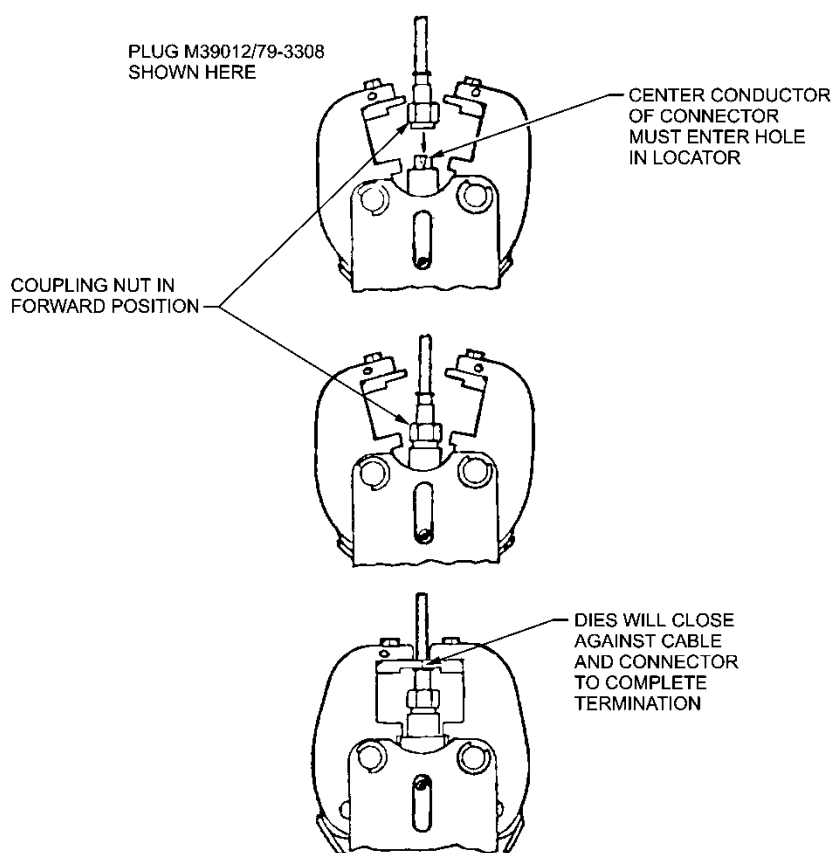 PLUG M39012/79-3308
SHOWN HERE
CENTER CONDUCTOR
OF CONNECTOR
MUST ENTER HOLE
IN LOCATOR
COUPLING NUT IN
FORWARD POSITION
DIES WILL CLOSE
AGAINST CABLE
AND CONNECTOR
TO COMPLETE
TERMINATION